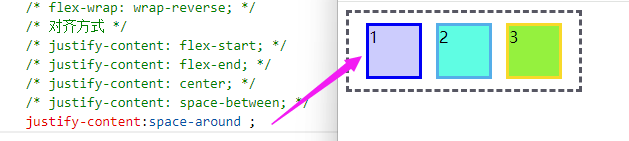 /* flex-wrap: wrap-reverse; */
/* 对齐方式 */
/* justify-content: flex-start; */
/* justify-content: flex-end; */
/* justify-content: center; */
/* justify-content: space-between; */
justify-content:space-around ;
1 2 3